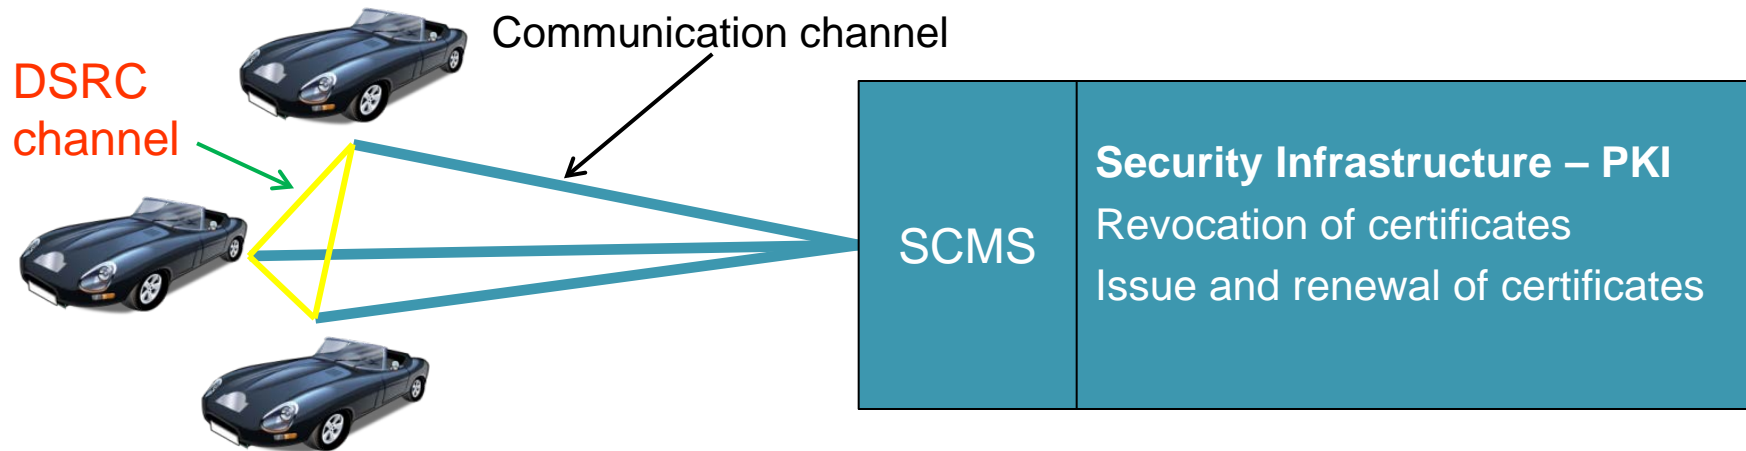 Communication channel
DSRC
channel
SCMS
Security Infrastructure – PKI
Revocation of certificates
Issue and renewal of certificates